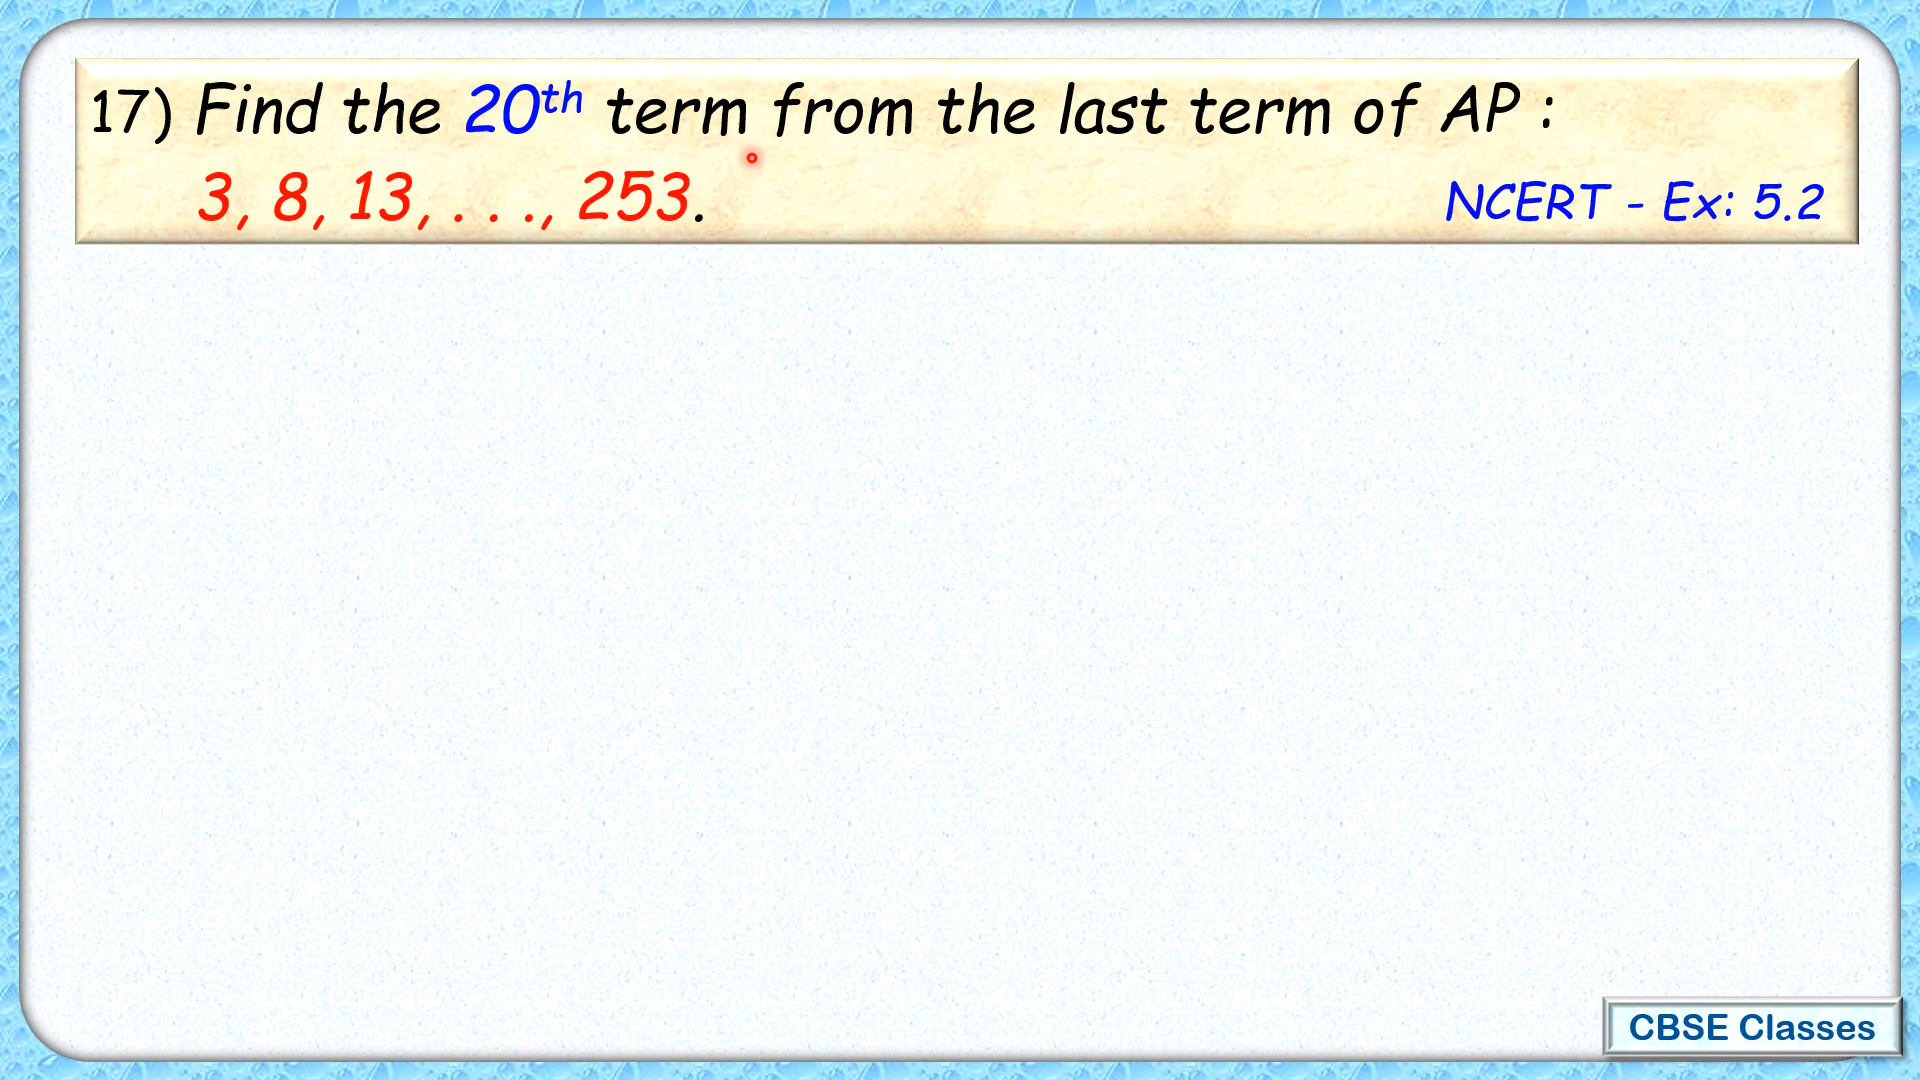 17) Find the 20th term from the last term of AP :
3, 8, 13, . . ., 253.
NCERT - Ex: 5.2
CBSE Classes